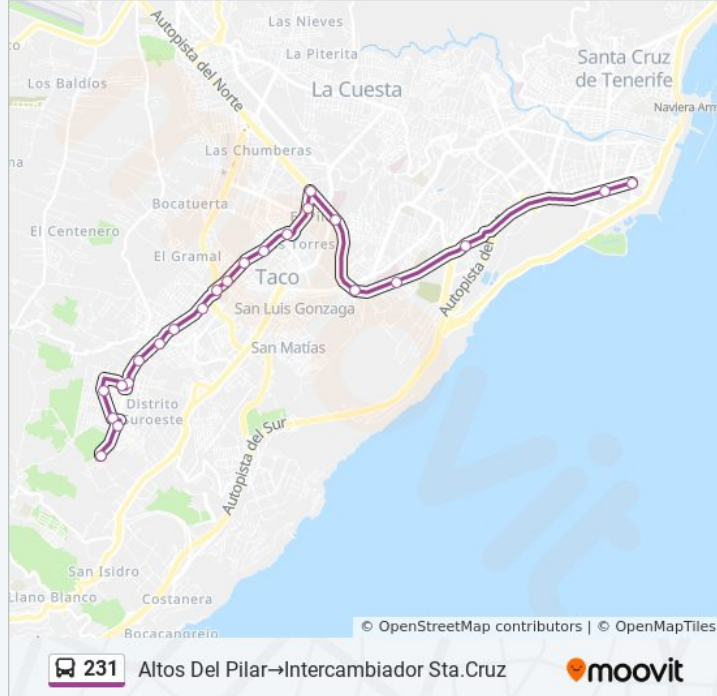 Las Nieves
Autopista del Norte
La Piterita
Santa Cruz
de Tenerife
Los Baldíos
La Cuesta
Las Chumberas
Bocatuerta
El Centenero
El Gramal
Torres
Taco
Autopista del
San Luis Gonzaga
San Matías
Distrito
Suroeste
Autopista del Sur
San Isidro
Llano Blanco
Costanera
Bocacangrejo
© OpenStreetMap contributors | © OpenMapTiles
231 Altos Del Pilar→Intercambiador Sta.Cruz
moovit